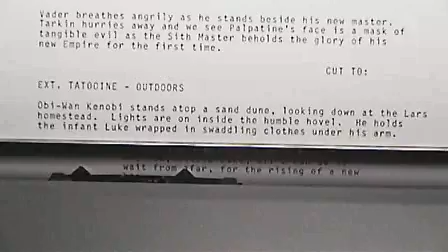 Vader breathes angrily as he stands beside his new master.
Tarkin hurries away and we see Palpatine's face is a mask of
tangible evil as the Sith Master beholds the glory of his
new Empire for the first time.
CUT TO:
EXT. TATOOINE - OUTDOORS
Obi-Wan Kenobi stands atop a sand dune, looking down at the Lars
homestead. Lights are on inside the humble hovel. He holds
the infant Luke wrapped in swaddling clothes under his arm.
wait from afar, for the rising of a new